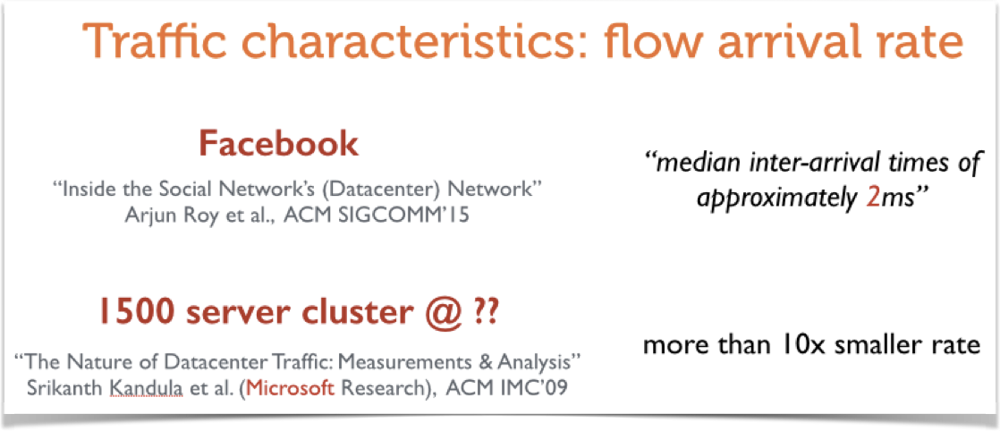 Traffic characteristics: flow arrival rate
Facebook
“Inside the Social Network’s (Datacenter) Network”
Arjun Roy et al., ACM SIGCOMM’15
“median inter-arrival times of
approximately 2ms”
1500 server cluster @ ??
“The Nature of Datacenter Traffic: Measurements & Analysis”
Srikanth Kandula et al. (Microsoft Research), ACM IMC’09
more than 10x smaller rate